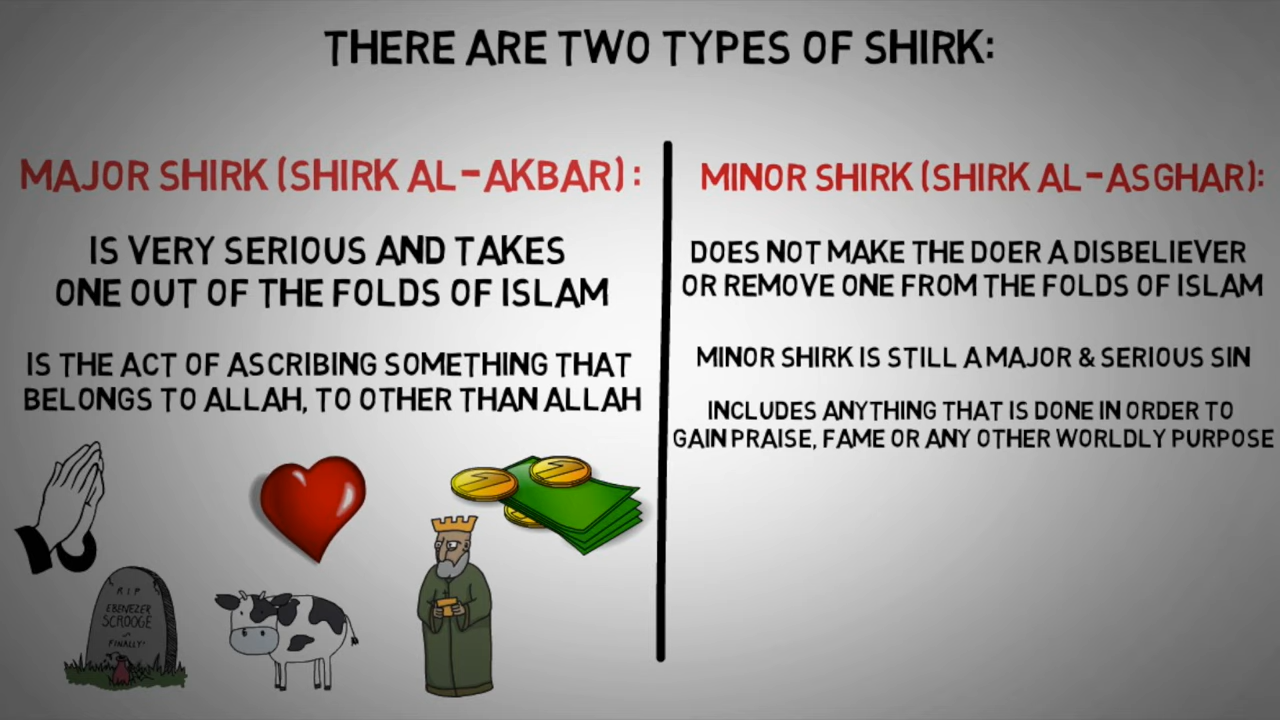 THERE ARE TWO TYPES OF SHIRK:
MAJOR SHIRK (SHIRK AL-AKBAR):
IS VERY SERIOUS AND TAKES
ONE OUT OF THE FOLDS OF ISLAM
IS THE ACT OF ASCRIBING SOMETHING THAT
BELONGS TO ALLAH, TO OTHER THAN ALLAH
RIP
EBENEZER
SCROOGE
FINALLY!
MINOR SHIRK (SHIRK AL-ASGHAR):
DOES NOT MAKE THE DOER A DISBELIEVER
OR REMOVE ONE FROM THE FOLDS OF ISLAM
MINOR SHIRK IS STILL A MAJOR & SERIOUS SIN
INCLUDES ANYTHING THAT IS DONE IN ORDER TO
GAIN PRAISE, FAME OR ANY OTHER WORLDLY PURPOSE